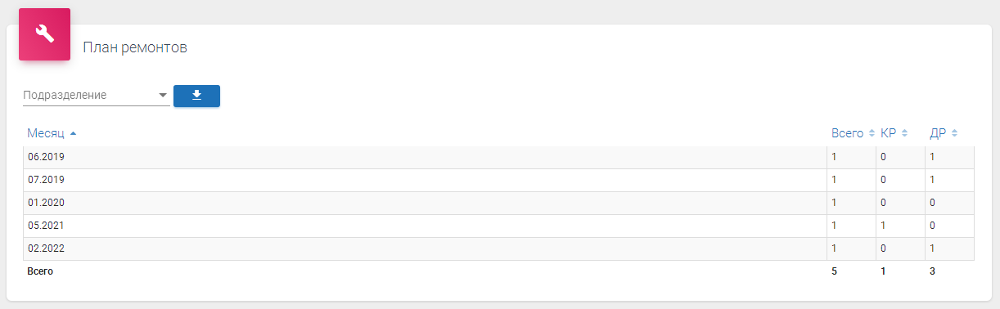 План ремонтов
Подразделение
Месяц Всего КР ДР
06.2019 1 0 1
07.2019 1 0 1
01.2020 1 0 0
05.2021 1 1 0
02.2022 1 0 1
Всего 5 1 3